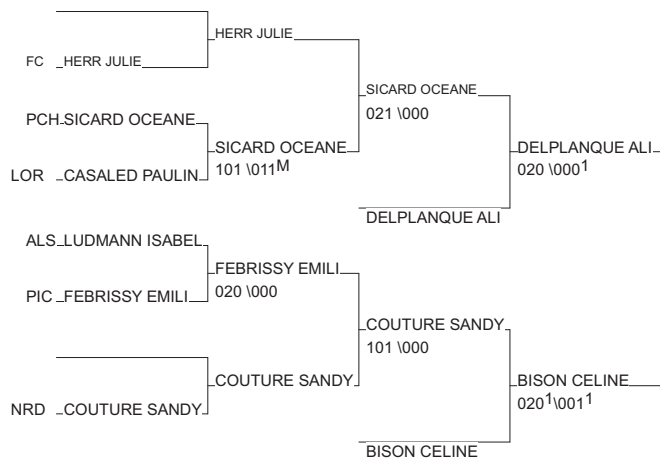 HERR JULIE
FC HERR JULIE
SICARD OCEANE
021 \000
PCH SICARD OCEANE
SICARD OCEANE
101 \011M
DELPLANQUE ALI
020 \0001
LOR CASALED PAULIN
DELPLANQUE ALI
ALS LUDMANN ISABEL
FEBRISSY EMILI
020 \000
PIC FEBRISSY EMILI
COUTURE SANDY
101 \000
COUTURE SANDY
BISON CELINE
0201\0011
NRD COUTURE SANDY
BISON CELINE